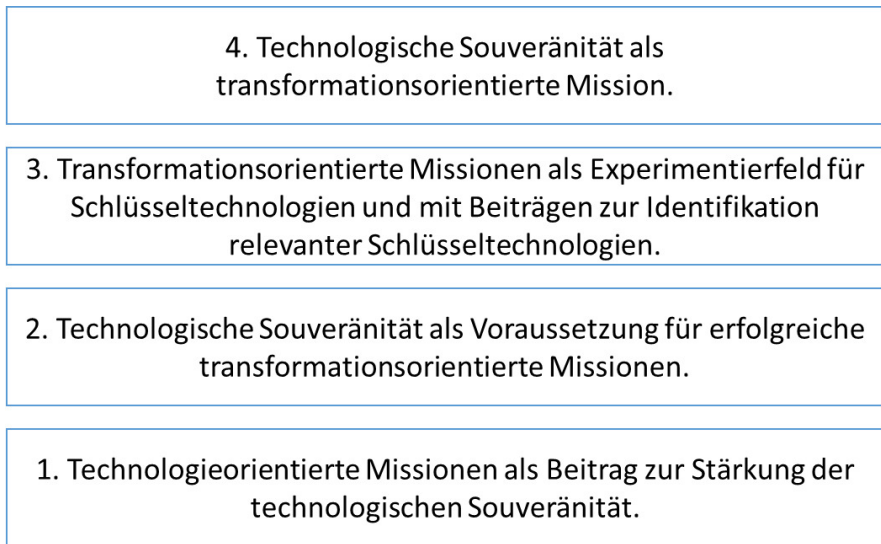 4. Technologische Souveränität als
transformationsorientierte Mission.
3. Transformationsorientierte Missionen als Experimentierfeld für
Schlüsseltechnologien und mit Beiträgen zur Identifikation
relevanter Schlüsseltechnologien.
2. Technologische Souveränität als Voraussetzung für erfolgreiche
transformationsorientierte Missionen.
1. Technologieorientierte Missionen als Beitrag zur Stärkung der
technologischen Souveränität.